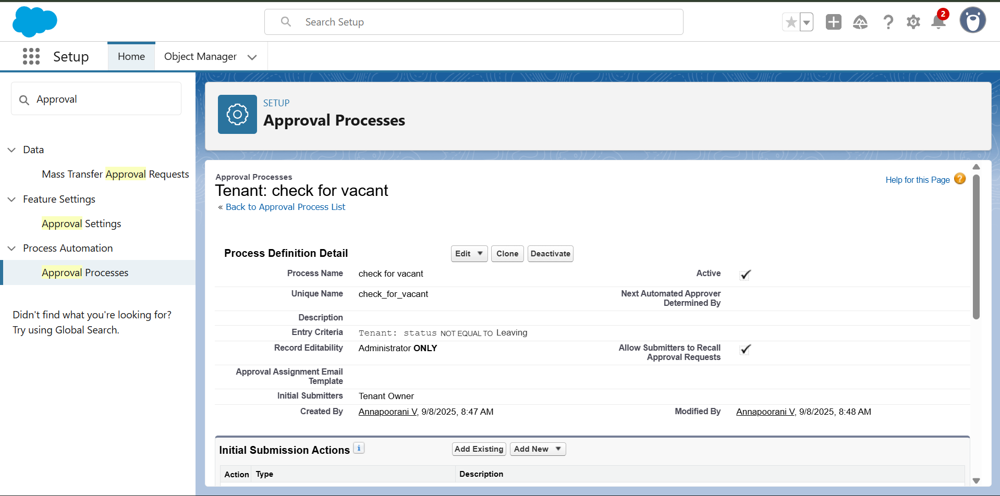 Search Setup
2
Setup
Home
Object Manager
Approval
Data
Mass Transfer Approval Requests
Feature Settings
Approval Settings
Process Automation
Approval Processes
Didn't find what you're looking for?
Try using Global Search.
SETUP
Approval Processes
Approval Processes
Tenant: check for vacant
« Back to Approval Process List
Help for this Page ?
Process Definition Detail
Edit Clone Deactivate
Process Name check for vacant Active
Unique Name check_for_vacant Next Automated Approver
Determined By
Description
Entry Criteria Tenant: status NOT EQUAL TO Leaving
Record Editability Administrator ONLY Allow Submitters to Recall
Approval Requests
Approval Assignment Email
Template
Initial Submitters Tenant Owner
Created By Annapoorani V, 9/8/2025, 8:47 AM Modified By Annapoorani V, 9/8/2025, 8:48 AM
Initial Submission Actions i Add Existing Add New
Action Type Description